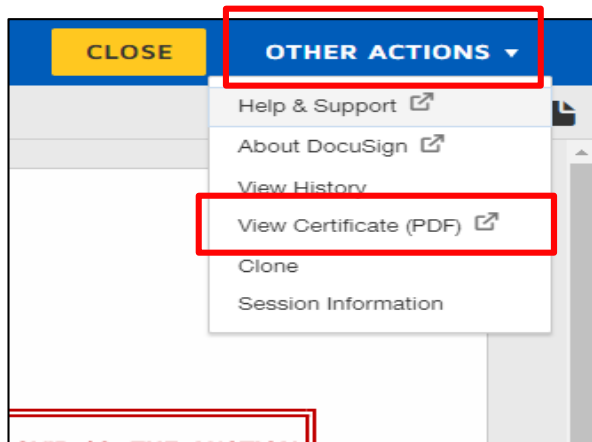 CLOSE OTHER ACTIONS
Help & Support
About DocuSign
View History
View Certificate (PDF)
Clone
Session Information